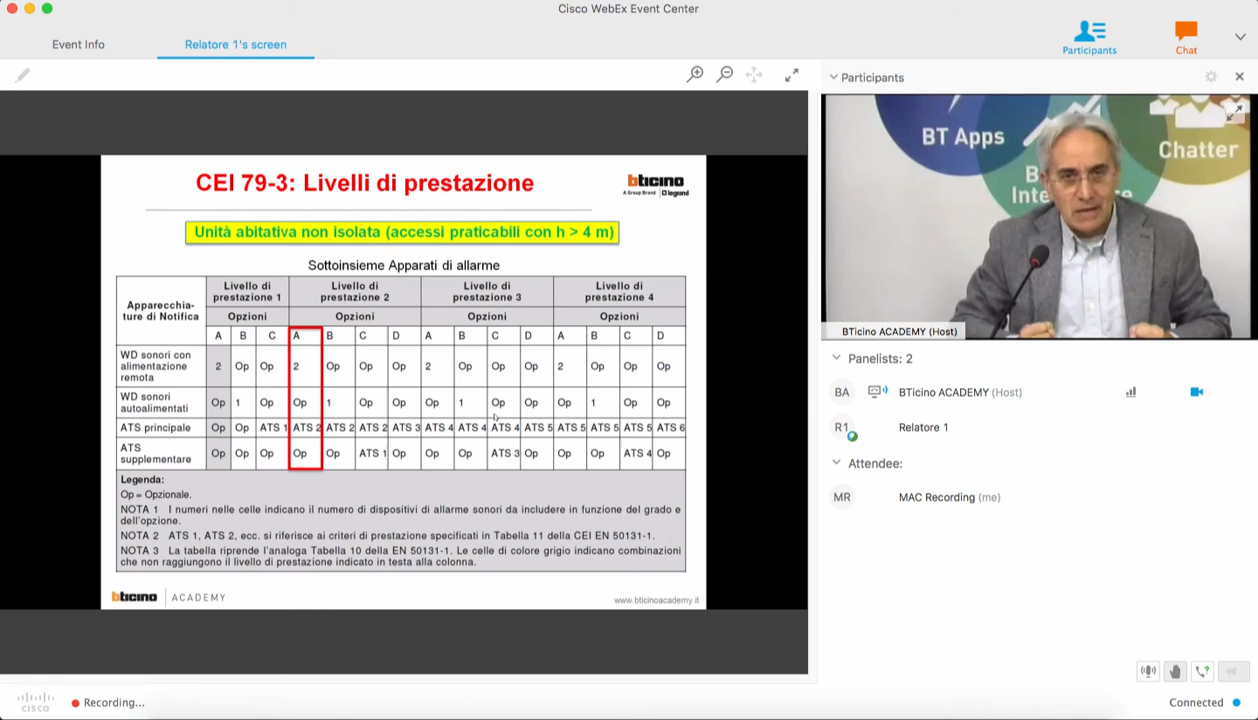 Cisco WebEx Event Center
Event Info
Relatore 1's screen
Participants
Chat
Participants
CEI 79-3: Livelli di prestazione
bticino
A Group Brand legrand
Unità abitativa non isolata (accessi praticabili con h > 4 m)
Sottoinsieme Apparati di allarme
Apparecchia-
ture di Notifica
Livello di
prestazione 1
Livello di
prestazione 2
Livello di
prestazione 3
Livello di
prestazione 4
Opzioni Opzioni Opzioni Opzioni
A B C A B C D A B C D A B C D
WD sonori con
alimentazione
remota
2 Op Op 2 Op Op Op 2 Op Op Op 2 Op Op Op
WD sonori
autoalimentati
Op 1 Op Op 1 Op Op Op 1 Op Op Op 1 Op Op
ATS principale Op Op ATS 1 ATS 2 ATS 2 ATS 2 ATS 3 ATS 4 ATS 4 ATS 4 ATS 5 ATS 5 ATS 5 ATS 5 ATS 6
ATS
supplementare
Op Op Op Op Op ATS 1 Op Op Op ATS 3 Op Op Op ATS 4 Op
Legenda:
Op = Opzionale.
NOTA 1 I numeri nelle celle indicano il numero di dispositivi di allarme sonori da includere in funzione del grado e
dell'opzione.
NOTA 2 ATS 1, ATS 2, ecc. si riferisce ai criteri di prestazione specificati in Tabella 11 della CEI EN 50131-1.
NOTA 3 La tabella riprende l'analoga Tabella 10 della EN 50131-1. Le celle di colore grigio indicano combinazioni
che non raggiungono il livello di prestazione indicato in testa alla colonna.
bticino ACADEMY
www.bticinoacademy.it
BT Apps
Chatter
B
Inte e
BTicino ACADEMY (Host)
Panelists: 2
BA BTicino ACADEMY (Host)
R1 Relatore 1
Attendee:
MR MAC Recording (me)
CISCO
Recording...
Connected